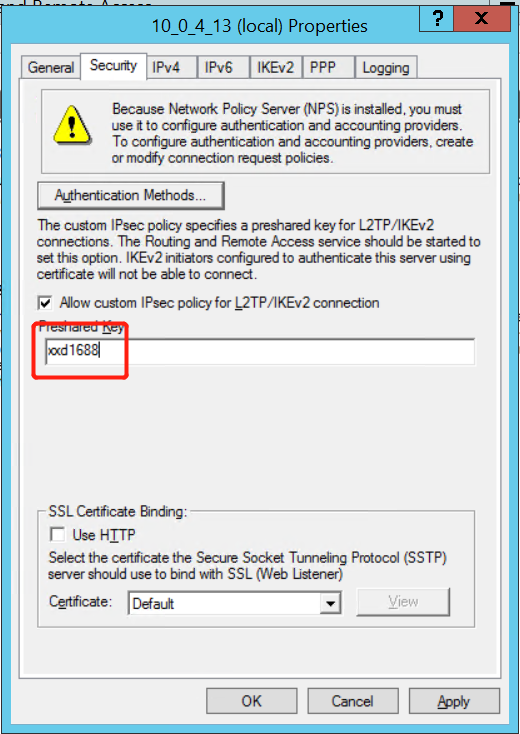 10_0_4_13 (local) Properties
?
X
General
Security
IPv4
IPv6
IKEv2
PPP
Logging
Because Network Policy Server (NPS) is installed, you must
use it to configure authentication and accounting providers.
To configure authentication and accounting providers, create
or modify connection request policies.
Authentication Methods...
The custom IPsec policy specifies a preshared key for L2TP/IKEv2
connections. The Routing and Remote Access service should be started to
set this option. IKEv2 initiators configured to authenticate this server using
certificate will not be able to connect.
Allow custom IPsec policy for L2TP/IKEv2 connection
Preshared Key
xxd1688
SSL Certificate Binding:
Use HTTP
Select the certificate the Secure Socket Tunneling Protocol (SSTP)
server should use to bind with SSL (Web Listener)
Certificate:
Default
View
OK
Cancel
Apply